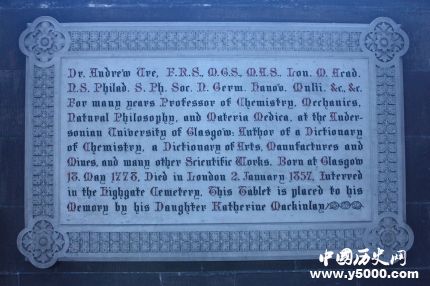 Dr. Andrew Ure, F.R.S., M.G.S., M.A.S., Lon. M. Acad.
N.S. Philad. S. Ph. Soc. N. Germ. Hanov. Mulii, &c, &c.
For many years Professor of Chemistry, Mechanics,
Natural Philosophy, and Materia Medica, at the Ander-
sonian University of Glasgow: Author of a Dictionary
of Chemistry, a Dictionary of Arts, Manufactures and
Mines, and many other Scientific Works. Born at Glasgow
18. May 1778, Died in London 2. January 1857, Interred
in the Highgate Cemetery. This Tablet is placed to his
Memory by his Daughter Katherine Mackinlay
中國历史网
www.y5000.com